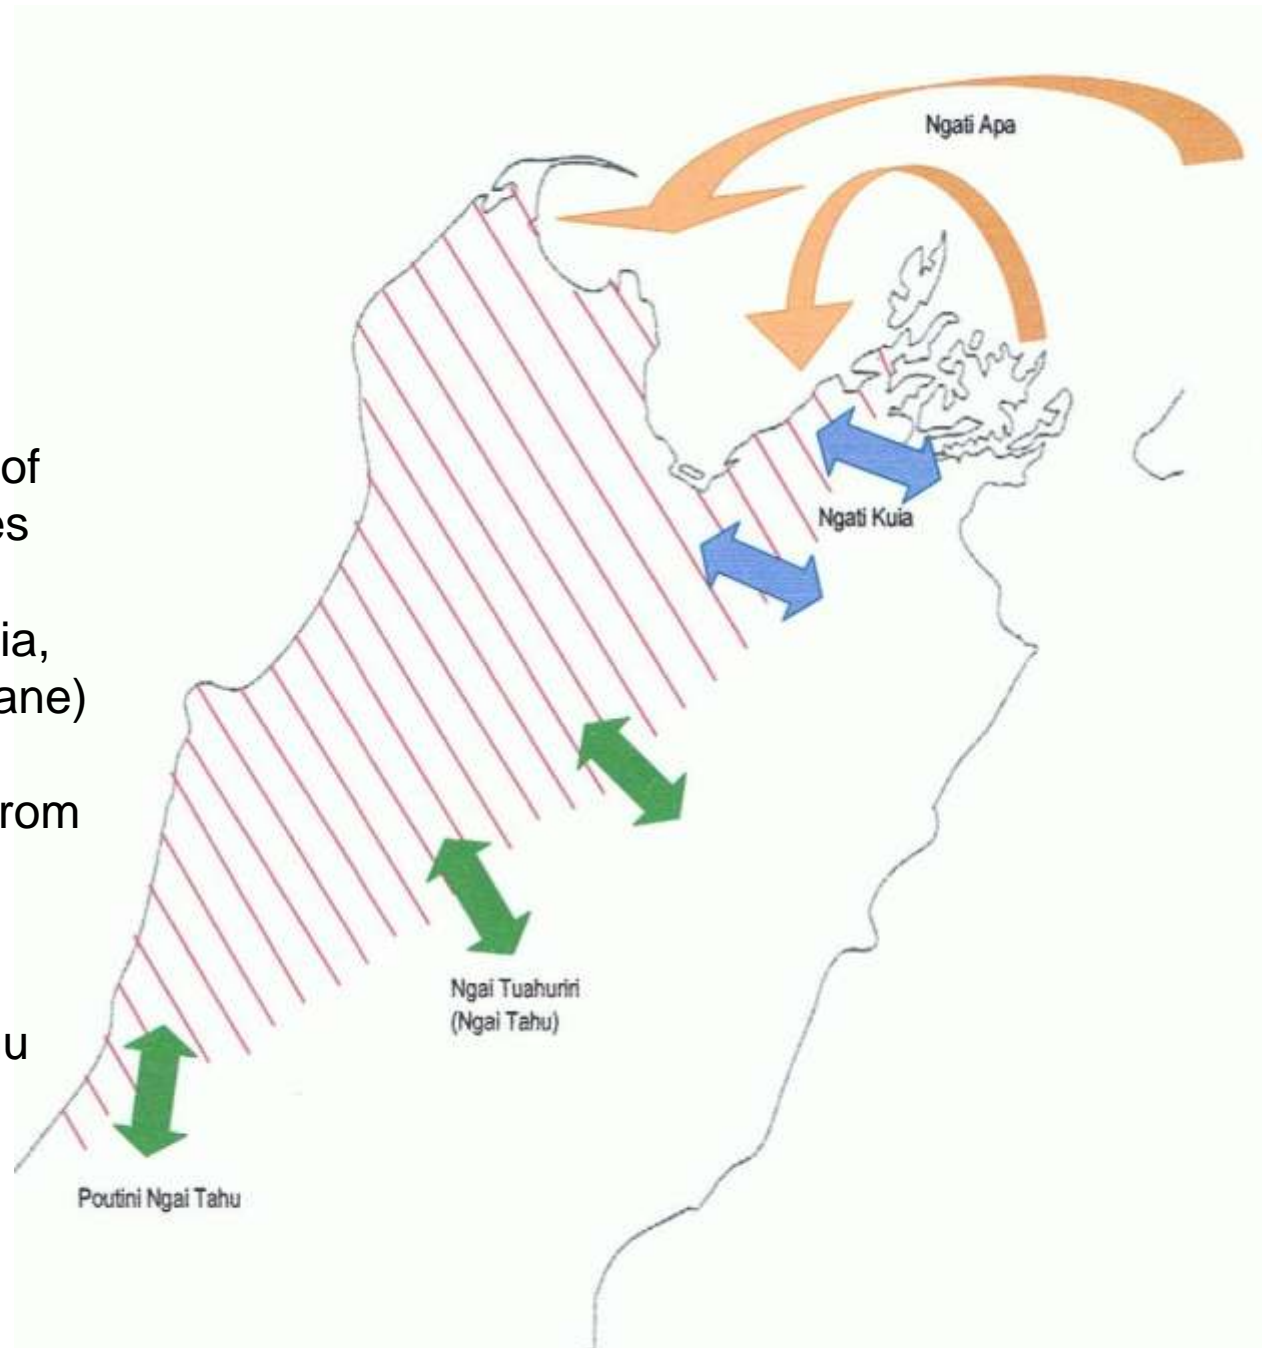 Ngati Apa
of
es
Ngati Kuia
ia,
ane)
rom
Ngai Tuahuriri
(Ngai Tahu)
u
Poutini Ngai Tahu